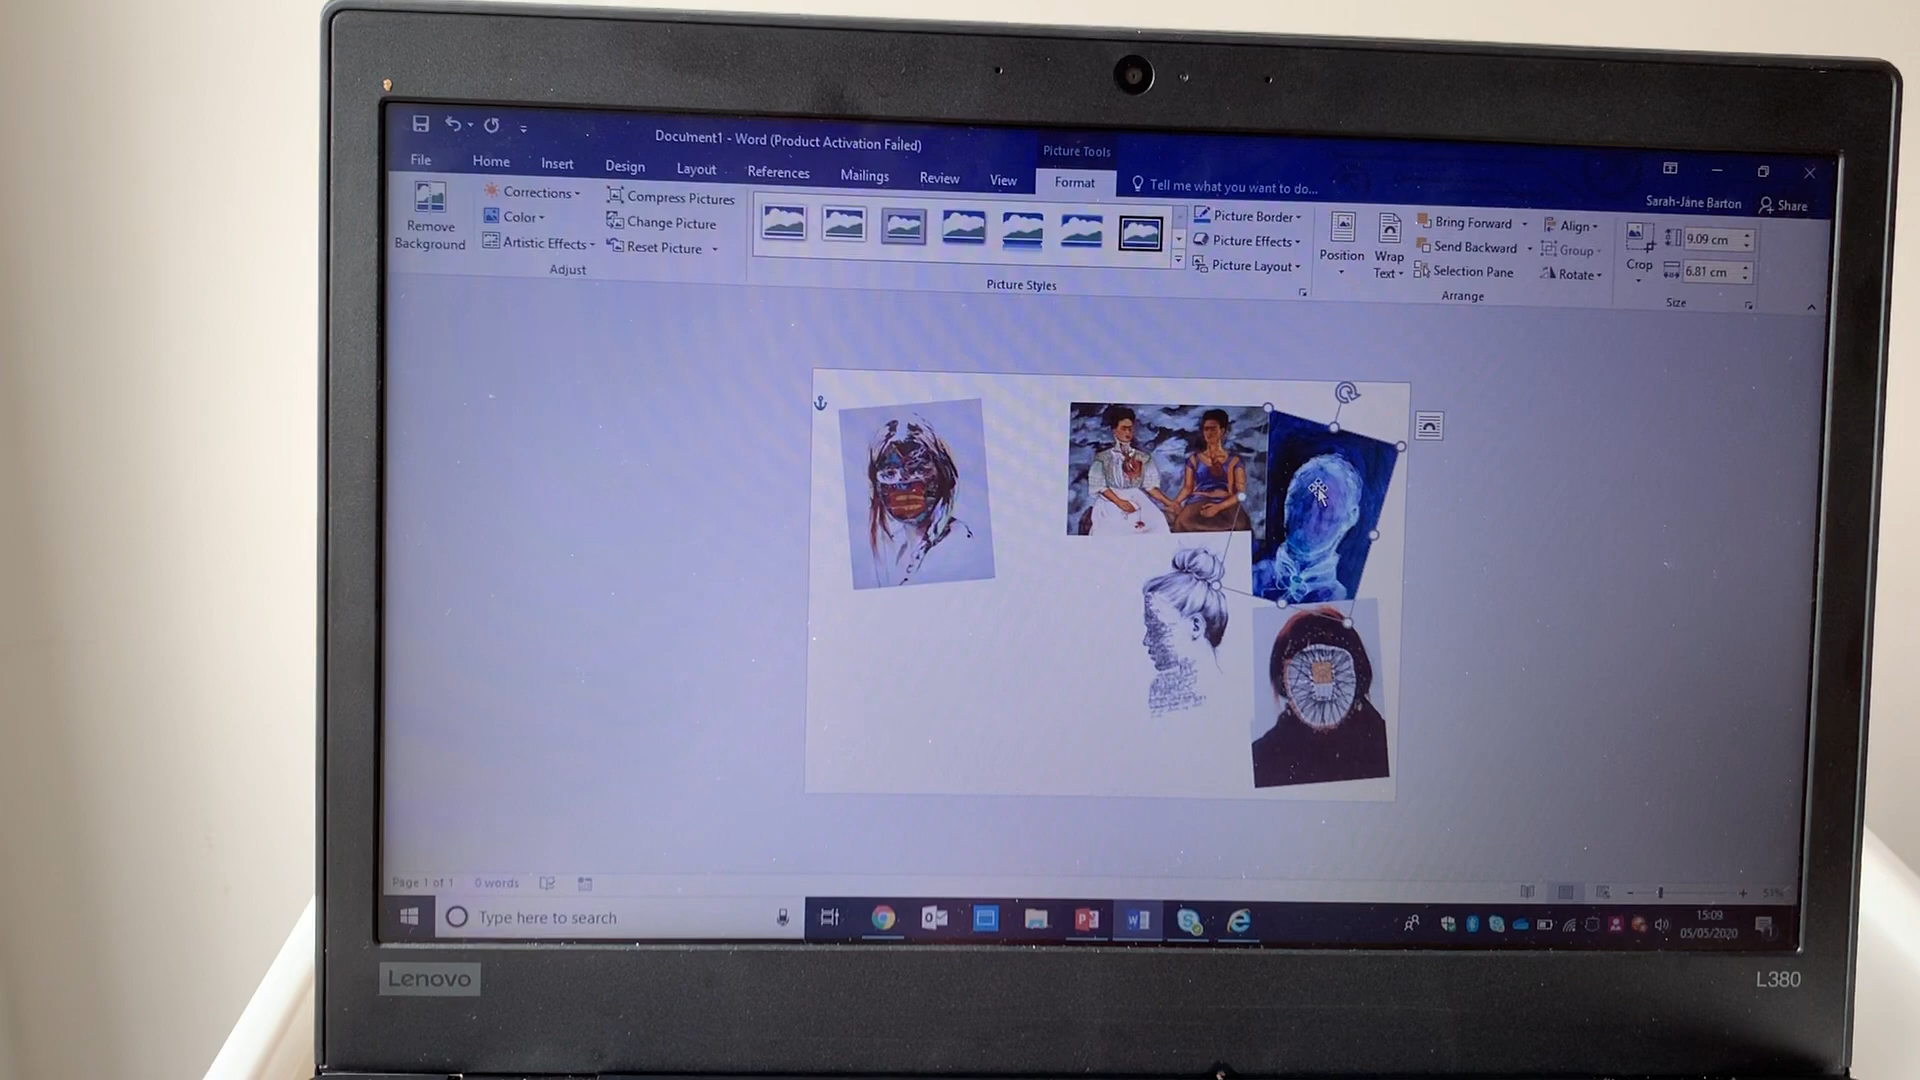 Document1 - Word (Product Activation Failed)
Picture Tools
File Home Insert Design Layout References Mailings Review View Format Tell me what you want to do...
Sarah-Jane Barton Share
Remove Background
Corrections
Color
Artistic Effects
Compress Pictures
Change Picture
Reset Picture
Adjust
Picture Styles
Picture Border
Picture Effects
Picture Layout
Position
Wrap Text
Bring Forward
Send Backward
Selection Pane
Align
Group
Rotate
Arrange
Crop
9.09 cm
6.81 cm
Size
Page 1 of 1 0 words
51%
Type here to search
15:09
05/05/2020
Lenovo
L380